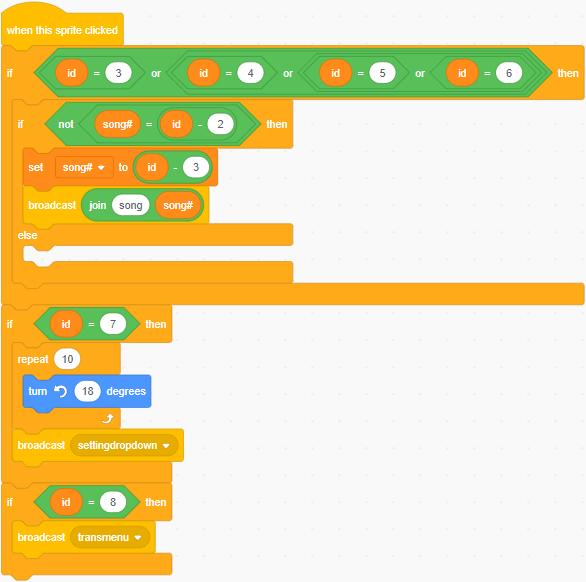 when this sprite clicked
if id = 3 or id = 4 or id = 5 or id = 6 then
if not song# = id - 2 then
set song# to id - 3
broadcast join song song#
else
if id = 7 then
repeat 10
turn 18 degrees
broadcast settingdropdown
if id = 8 then
broadcast transmenu